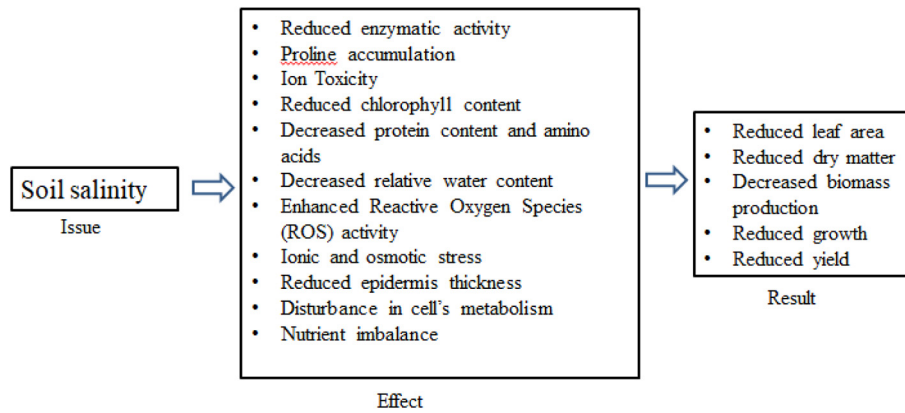 Soil salinity
Issue
• Reduced enzymatic activity
• Proline accumulation
• Ion Toxicity
• Reduced chlorophyll content
• Decreased protein content and amino
acids
• Decreased relative water content
• Enhanced Reactive Oxygen Species
(ROS) activity
• Ionic and osmotic stress
• Reduced epidermis thickness
• Disturbance in cell's metabolism
• Nutrient imbalance
Effect
• Reduced leaf area
• Reduced dry matter
• Decreased biomass
production
• Reduced growth
• Reduced yield
Result